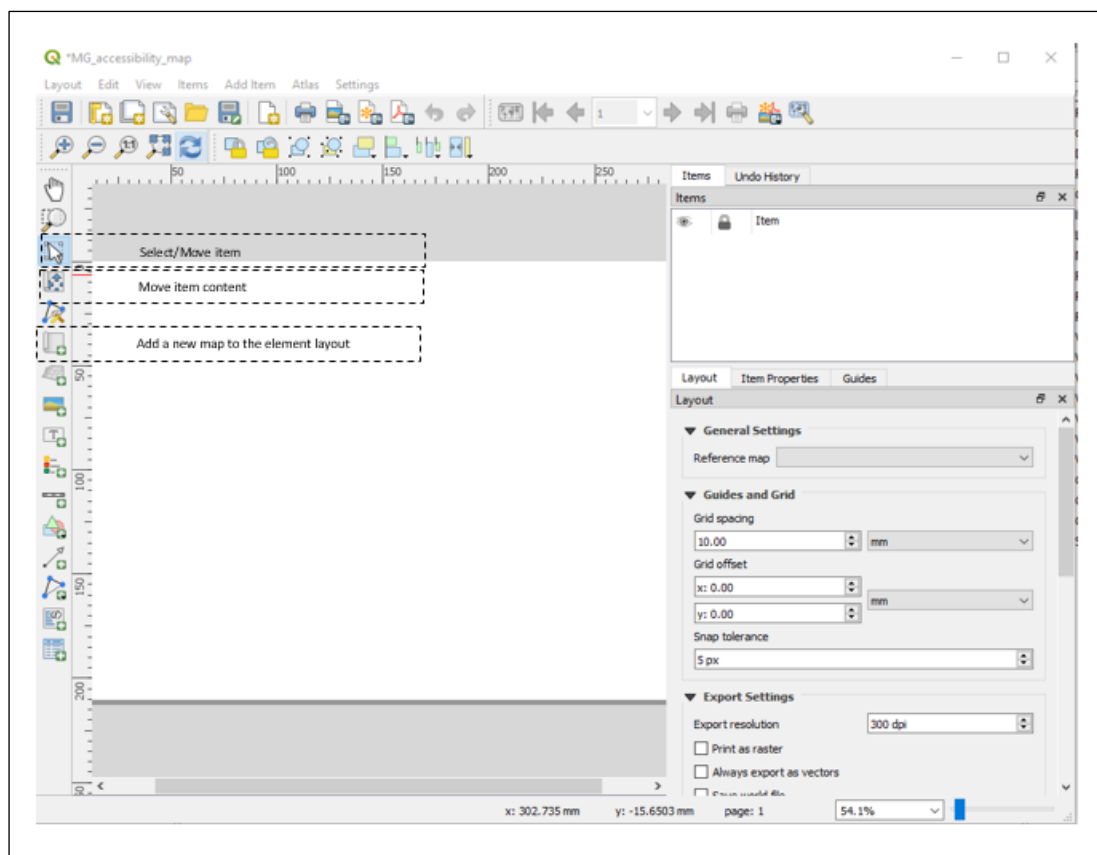 *MG_accessibility_map
Layout Edit View Items Add Item Atlas Settings
1
50 100 150 200 250
Items Undo History
Items
Item
Select/Move item
0
Move item content
Add a new map to the element layout
50
Layout Item Properties Guides
Layout
General Settings
Reference map
100
Guides and Grid
Grid spacing
10.00 mm
Grid offset
150
x: 0.00
mm
y: 0.00
Snap tolerance
5 px
200
Export Settings
Export resolution 300 dpi
Print as raster
Always export as vectors
Save world file
x: 302.735 mm y: -15.6503 mm page: 1 54.1%